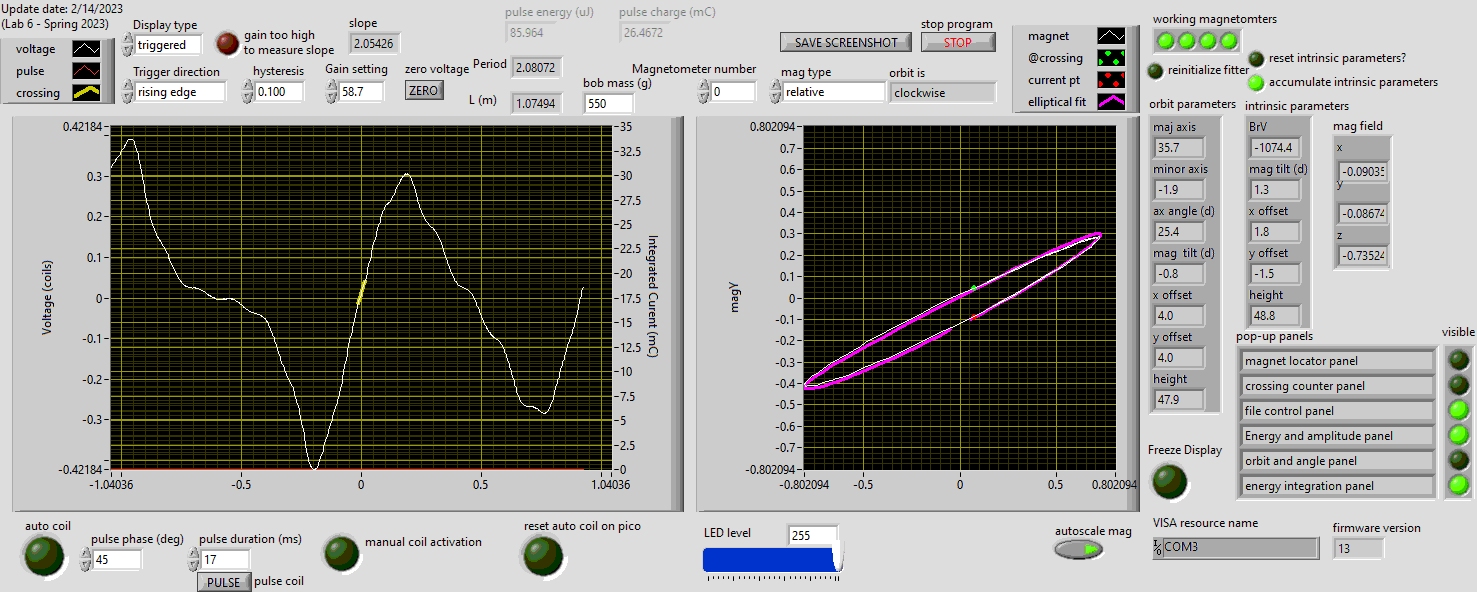 Update date: 2/14/2023
(Lab 6 - Spring 2023)
voltage
pulse
crossing
Display type
triggered
gain too high
to measure slope
slope
2.05426
pulse energy (uJ)
85.964
pulse charge (mC)
26.4672
Trigger direction
rising edge
hysteresis
0.100
Gain setting
58.7
zero voltage
ZERO
Period
2.08072
L (m)
1.07494
bob mass (g)
550
SAVE SCREENSHOT
stop program
STOP
Magnetometer number
0
mag type
relative
orbit is
clockwise
magnet
@crossing
current pt
elliptical fit
working magnetomters
reinitialize fitter
reset intrinsic parameters?
accumulate intrinsic parameters
Voltage (coils)
0.42184
0.3
0.2
0.1
0
-0.1
-0.2
-0.3
-0.42184
-1.04036
-0.5
0
0.5
1.04036
35
32.5
30
27.5
25
22.5
20
17.5
15
12.5
10
7.5
5
2.5
0
Integrated Curent (mC)
magy
0.802094
0.7
0.6
0.5
0.4
0.3
0.2
0.1
0
-0.1
-0.2
-0.3
-0.4
-0.5
-0.6
-0.7
-0.802094
-0.802094
-0.5
0
0.5
0.802094
orbit parameters
maj axis
35.7
minor axis
-1.9
ax angle (d)
25.4
mag tilt (d)
-0.8
x offset
4.0
y offset
4.0
height
47.9
intrinsic parameters
BrV
-1074.4
mag tilt (d)
1.3
x offset
1.8
y offset
-1.5
height
48.8
mag field
x
-0.09035
y
-0.08674
z
-0.73524
pop-up panels
visible
magnet locator panel
crossing counter panel
file control panel
Energy and amplitude panel
orbit and angle panel
energy integration panel
Freeze Display
auto coil
pulse phase (deg)
45
pulse duration (ms)
17
PULSE
pulse coil
manual coil activation
reset auto coil on pico
LED level
255
autoscale mag
VISA resource name
COM3
firmware version
13